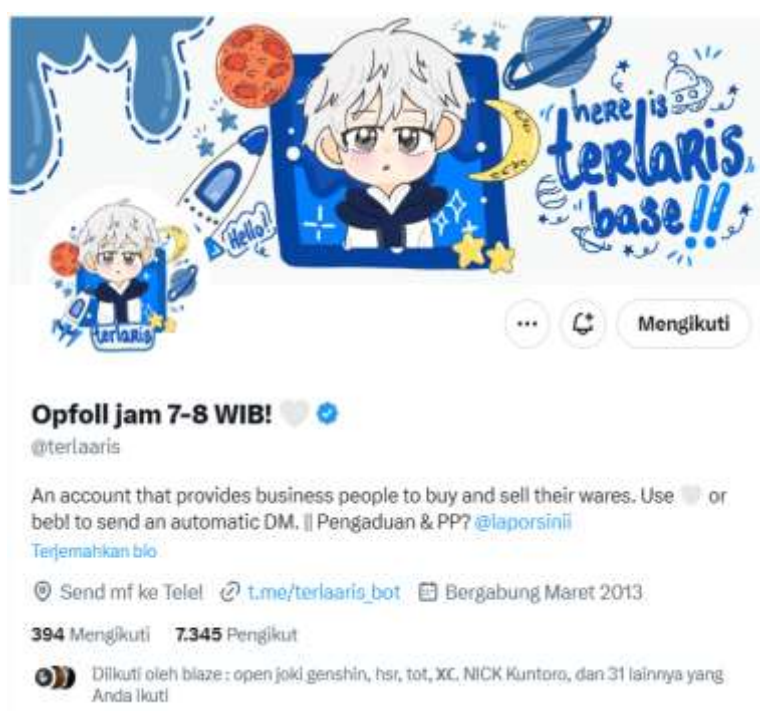 here is
terlaris
base!!
Hello!
terlaris
Mengikuti
Opfoll jam 7-8 WIB! 🤍
@terlaaris
An account that provides business people to buy and sell their wares. Use 🤍 or
beb! to send an automatic DM. || Pengaduan & PP? @laporsinii
Terjemahkan bio
Send mf ke Tele! t.me/terlaaris_bot Bergabung Maret 2013
394 Mengikuti 7.345 Pengikut
Diikuti oleh blaze : open joki genshin, hsr, tot, XC, NICK Kuntoro, dan 31 lainnya yang
Anda ikuti